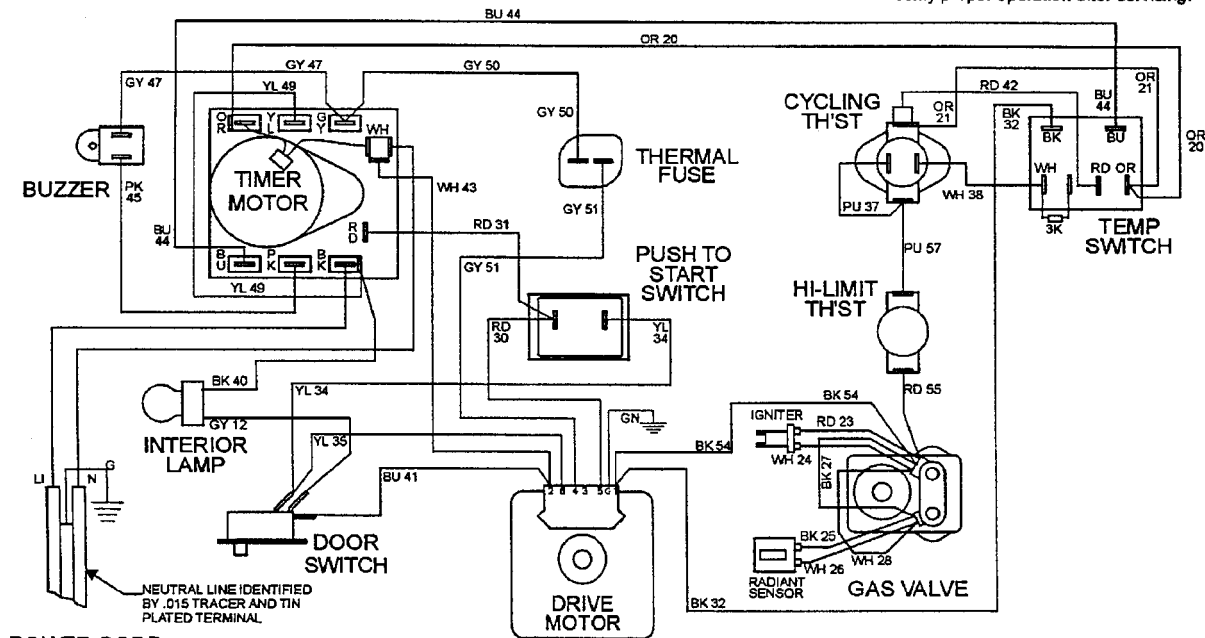 BU 44
OR 20
GY 47
GY 47
YL 49
GY 50
GY 50
OR
YL
GY
WH
BUZZER
PK
45
TIMER
MOTOR
WH 43
THERMAL
FUSE
GY 51
CYCLING
TH'ST
OR
21
RD 42
BK
32
BU
44
OR
21
OR
20
BK
BU
WH
RD OR
3K
TEMP
SWITCH
PU 37
WH 38
PU 57
BU
44
RD
RD 31
BU
PK
BK
YL 49
GY 51
PUSH TO
START
SWITCH
RD
30
YL
34
HI-LIMIT
TH'ST
RD 55
BK 40
YL 34
GY 12
INTERIOR
LAMP
YL 35
GN
BK 54
BK 54
IGNITER
RD 23
WH 24
BK 27
LI
G
N
BU 41
2
4
3
5
G
DOOR
SWITCH
DRIVE
MOTOR
BK 25
WH 26
WH 28
RADIANT
SENSOR
GAS VALVE
BK 32
NEUTRAL LINE IDENTIFIED
BY .015 TRACER AND TIN
PLATED TERMINAL